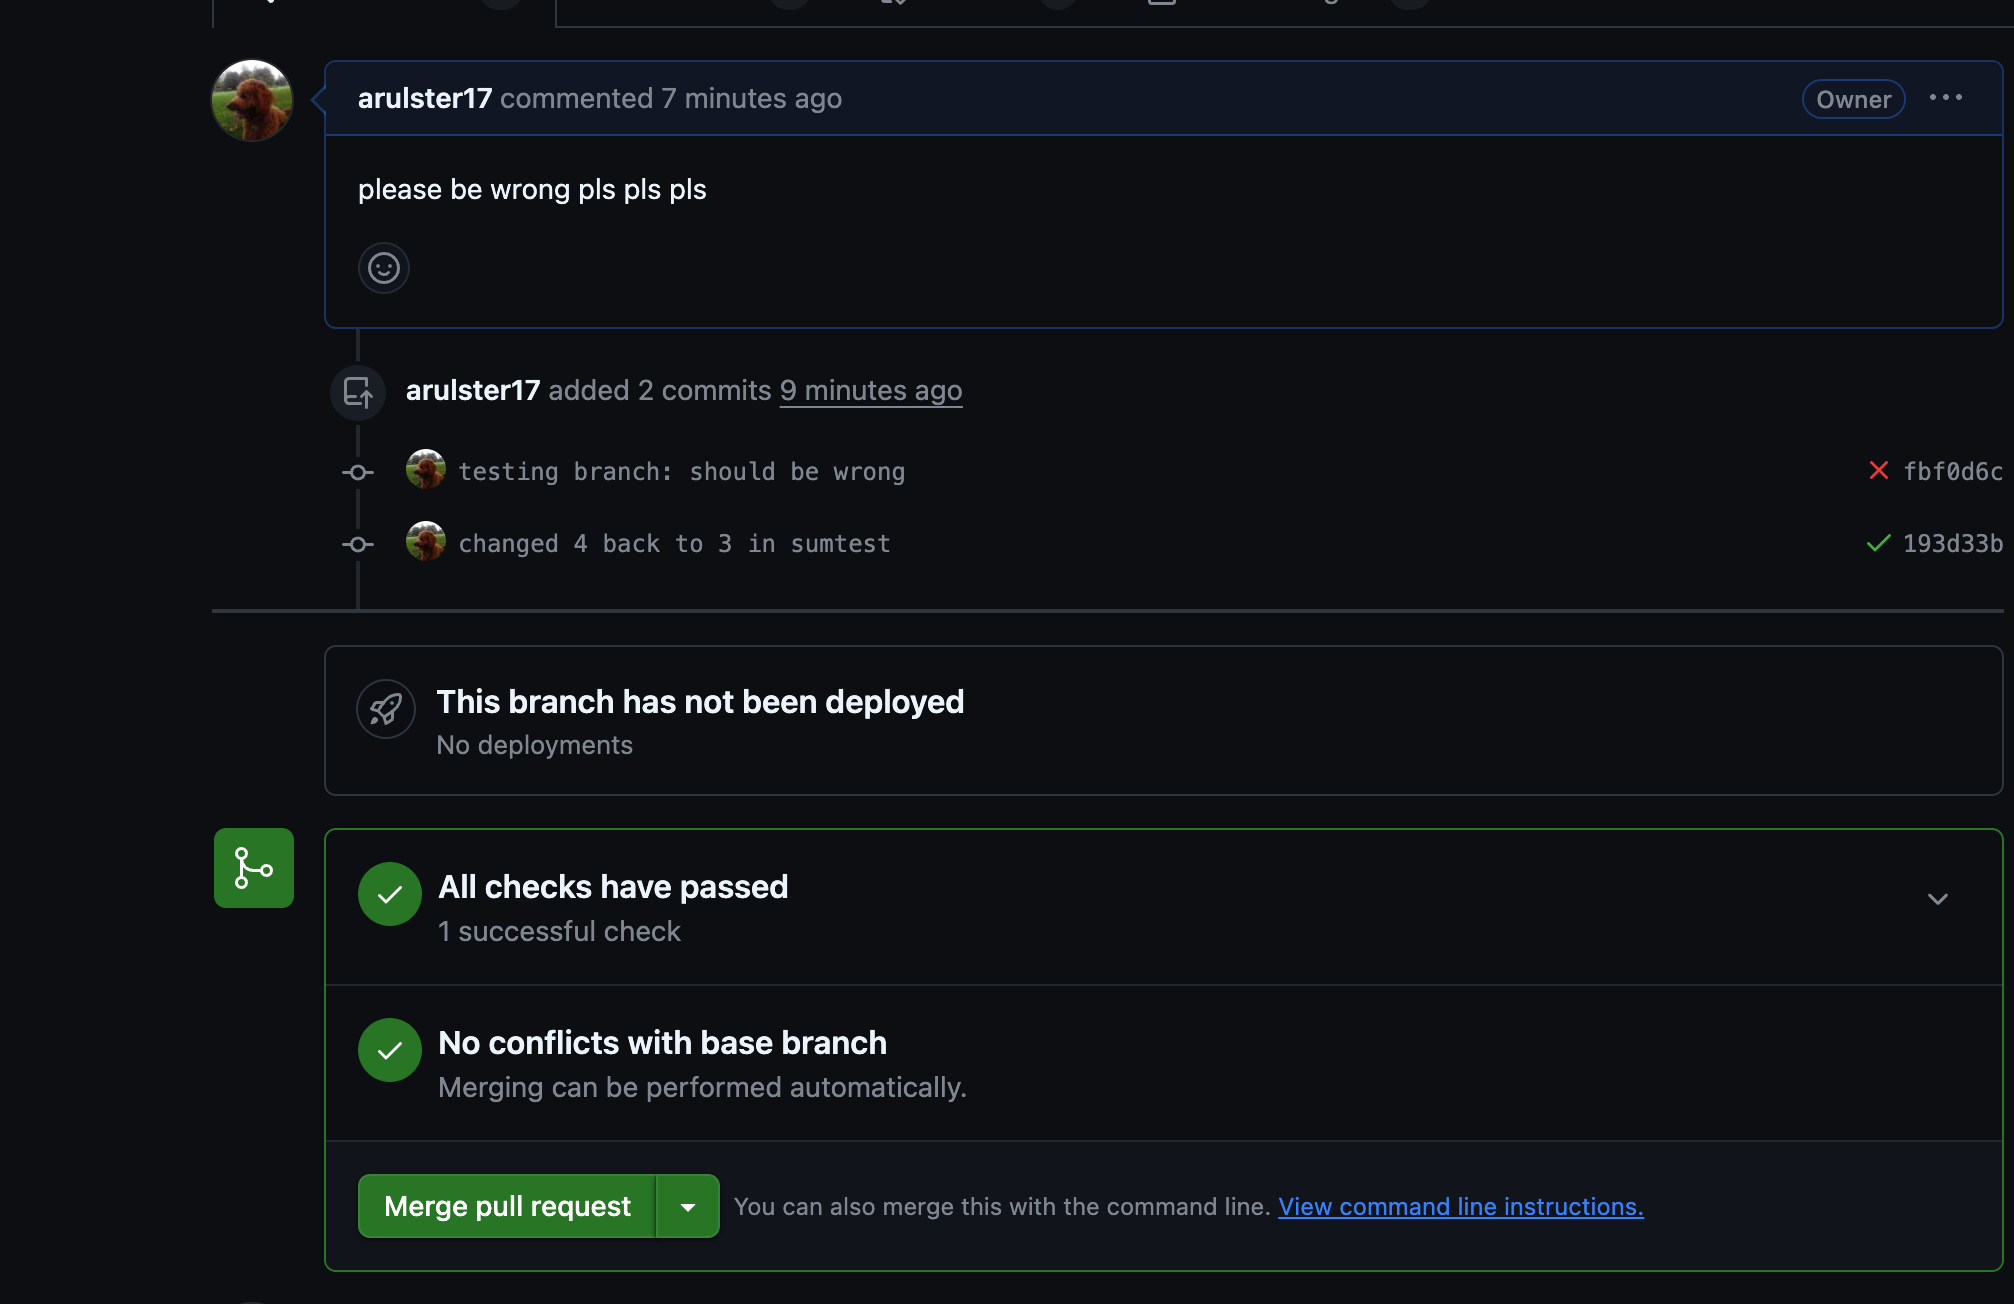 arulster17 commented 7 minutes ago
Owner
please be wrong pls pls pls
arulster17 added 2 commits 9 minutes ago
testing branch: should be wrong
fbf0d6c
changed 4 back to 3 in sumtest
193d33b
This branch has not been deployed
No deployments
All checks have passed
1 successful check
No conflicts with base branch
Merging can be performed automatically.
Merge pull request
You can also merge this with the command line. View command line instructions.